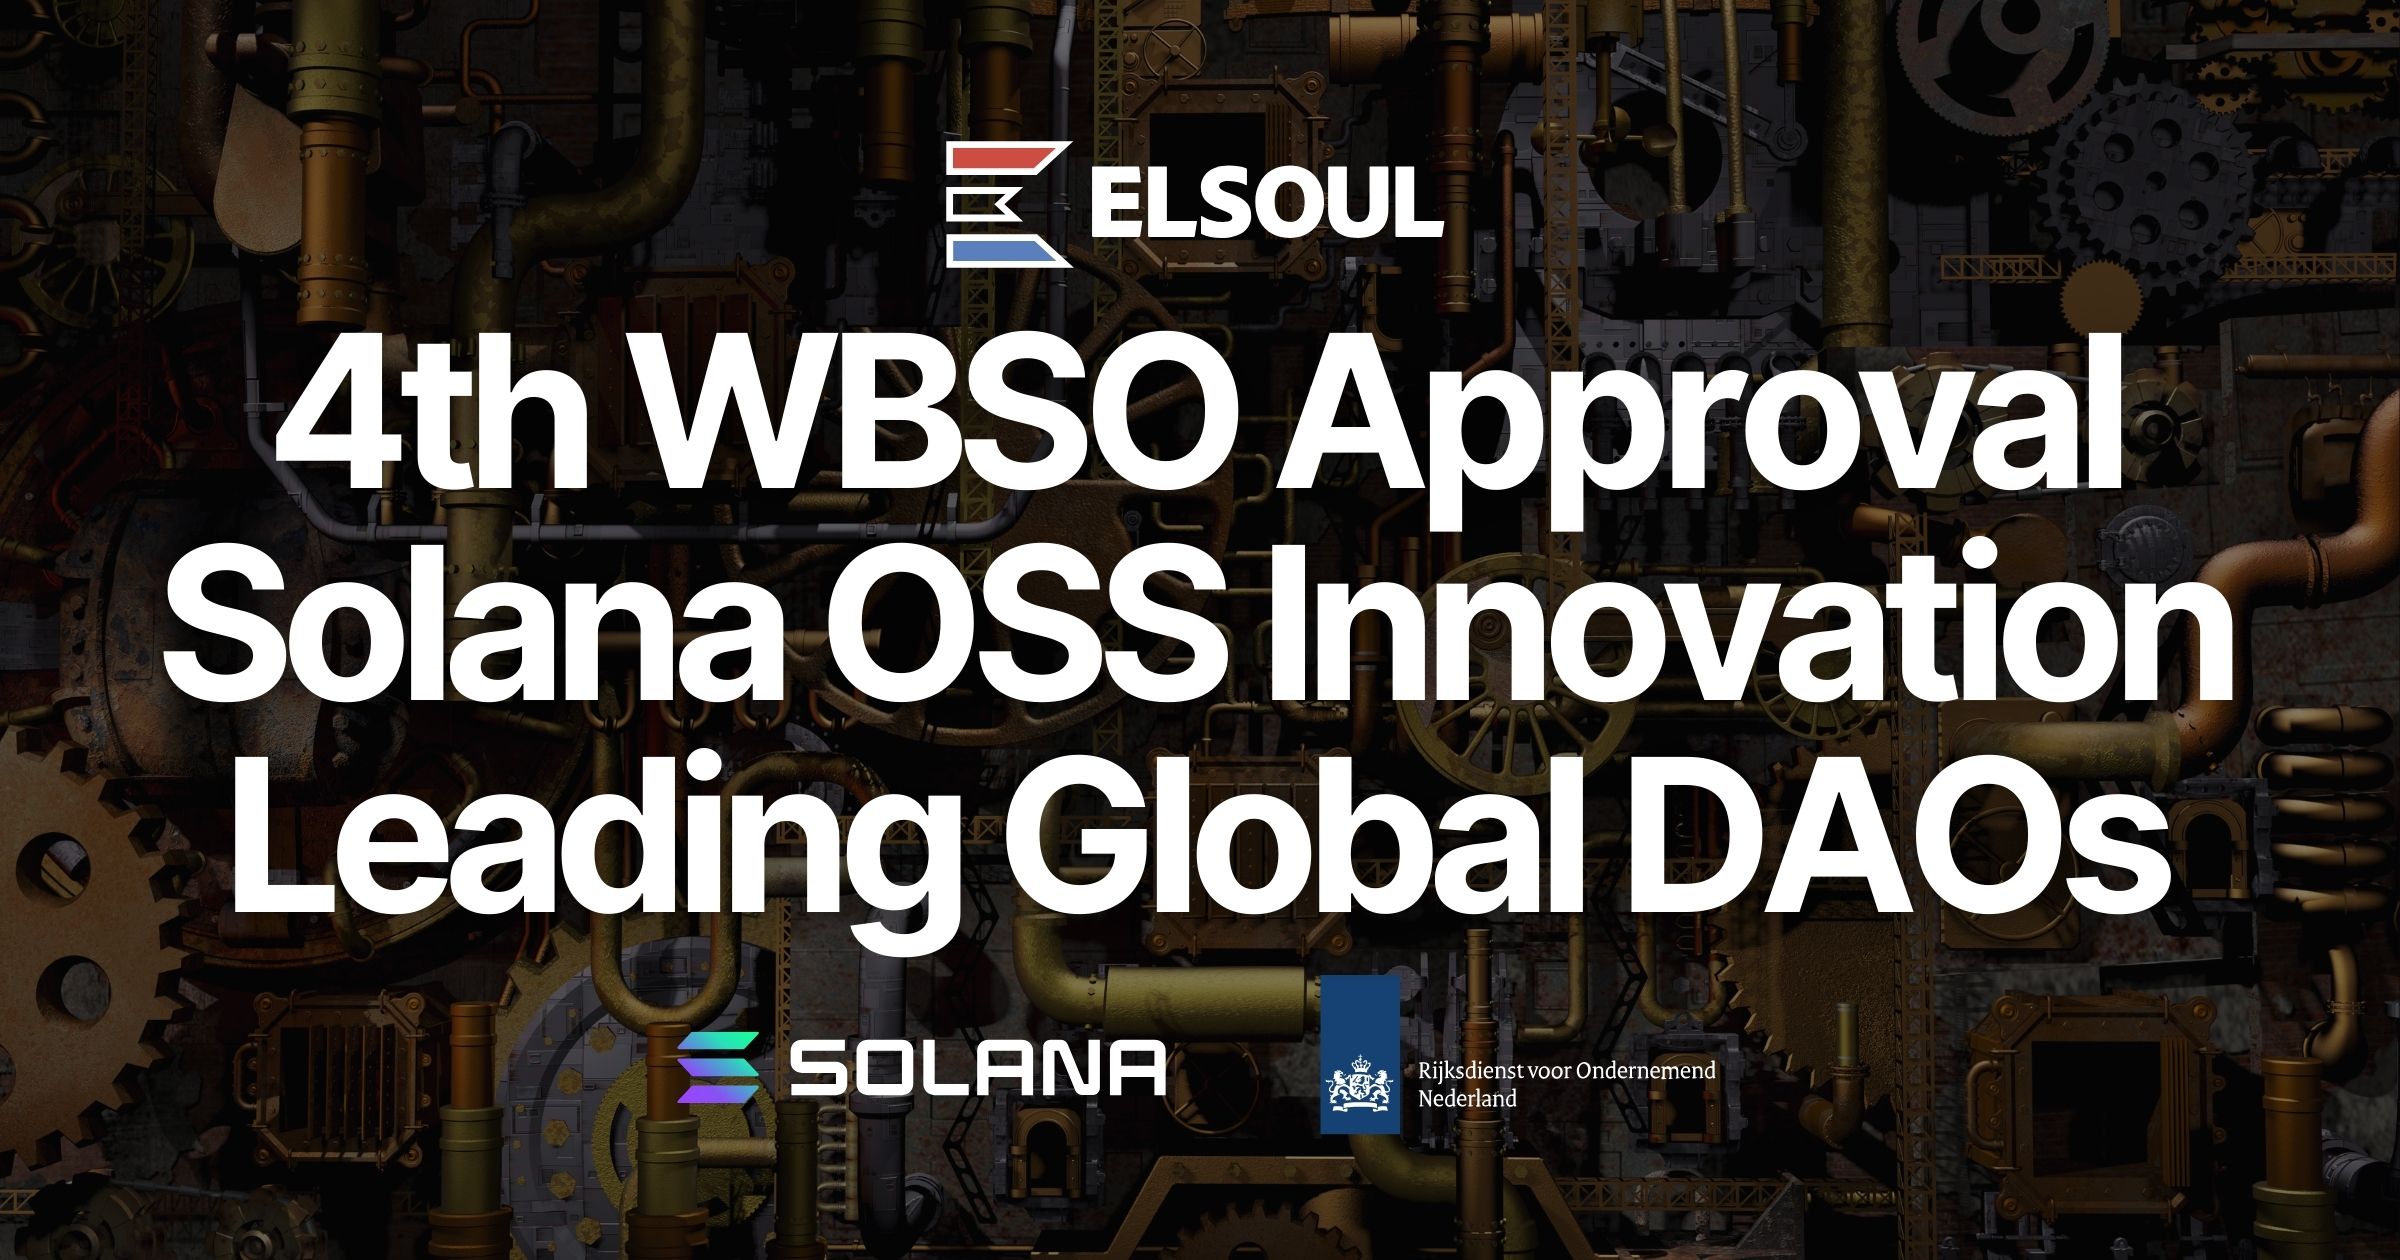 ELSOUL
4th WBSO Approval
Solana OSS Innovation
Leading Global DAOs
SOLANA
Rijksdienst voor Ondernemend
Nederland